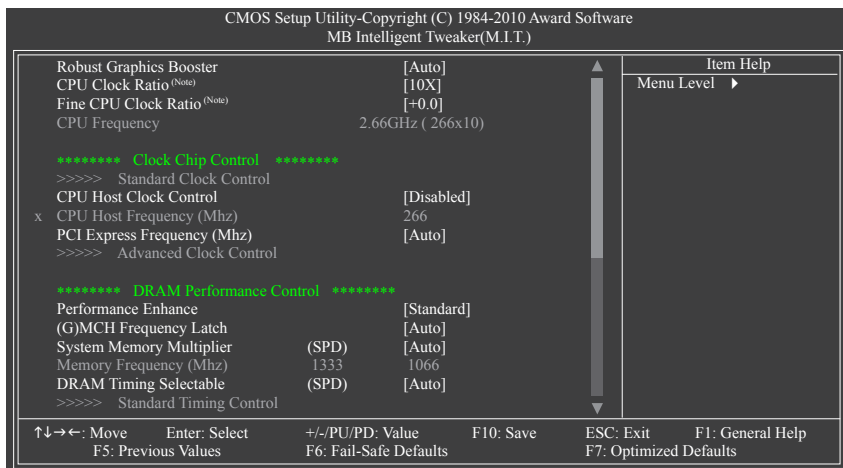 CMOS Setup Utility-Copyright (C) 1984-2010 Award Software
MB Intelligent Tweaker(M.I.T.)
Robust Graphics Booster [Auto]
CPU Clock Ratio (Note) [10X]
Fine CPU Clock Ratio (Note) [+0.0]
CPU Frequency 2.66GHz ( 266x10)
******** Clock Chip Control ********
>>>>> Standard Clock Control
CPU Host Clock Control [Disabled]
x CPU Host Frequency (Mhz) 266
PCI Express Frequency (Mhz) [Auto]
>>>>> Advanced Clock Control
******** DRAM Performance Control ********
Performance Enhance [Standard]
(G)MCH Frequency Latch [Auto]
System Memory Multiplier (SPD) [Auto]
Memory Frequency (Mhz) 1333 1066
DRAM Timing Selectable (SPD) [Auto]
>>>>> Standard Timing Control
Item Help
Menu Level ▶
↑↓→←: Move Enter: Select +/-/PU/PD: Value F10: Save ESC: Exit F1: General Help
F5: Previous Values F6: Fail-Safe Defaults F7: Optimized Defaults